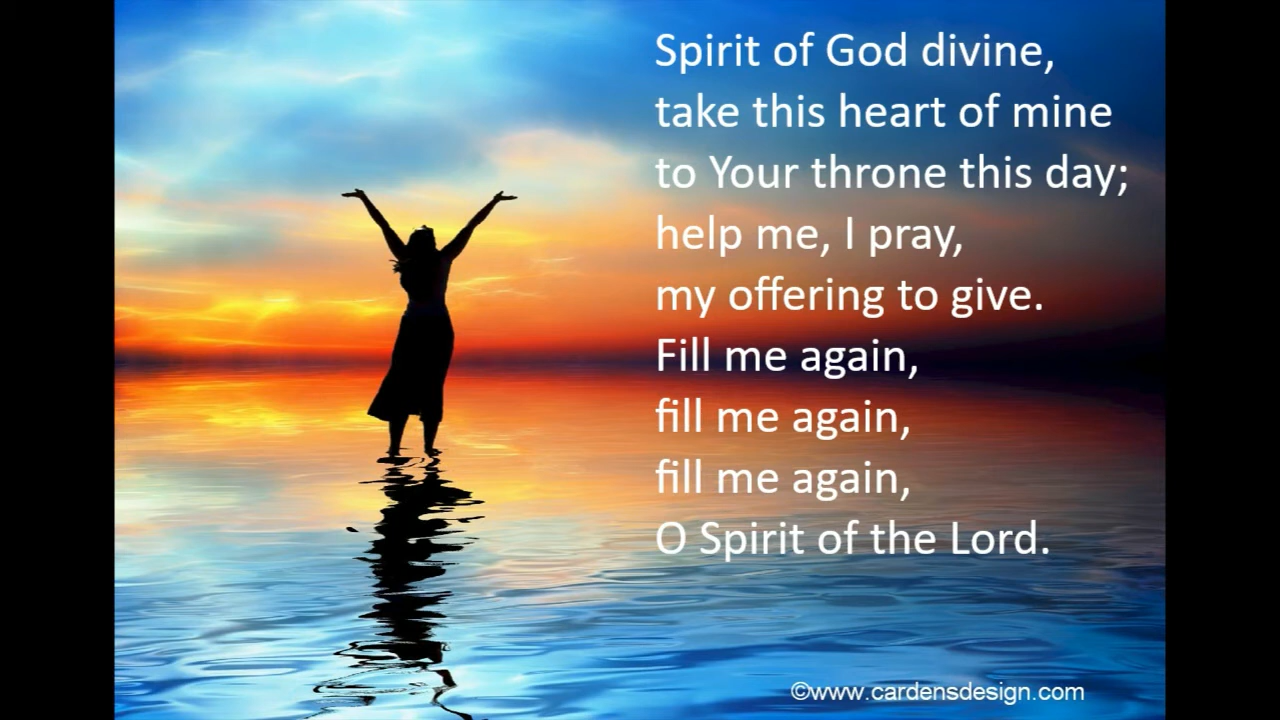 Spirit of God divine,
take this heart of mine
to Your throne this day;
help me, I pray,
my offering to give.
Fill me again,
fill me again,
fill me again,
O Spirit of the Lord.
©www.cardensdesign.com